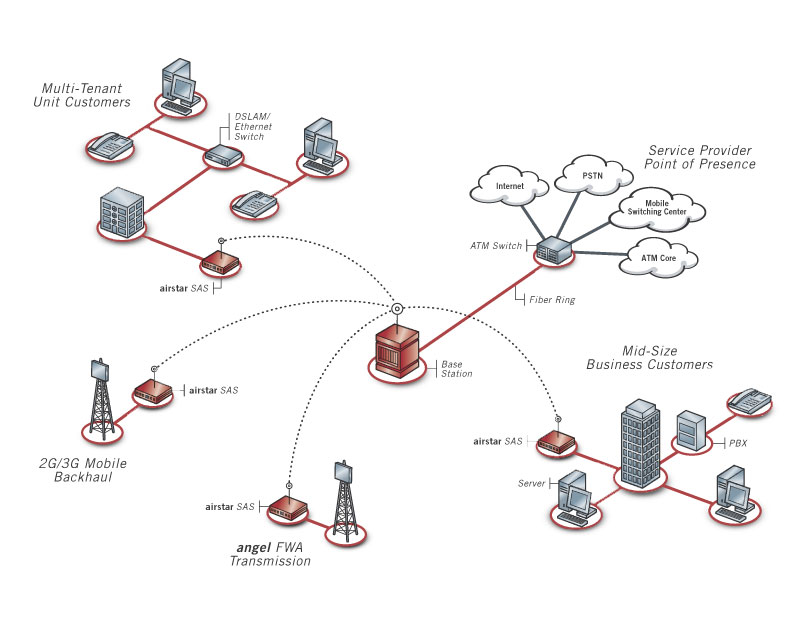 Multi-Tenant
Unit Customers
DSLAM/
Ethernet
Switch
airstar SAS
Service Provider
Point of Presence
Internet
PSTN
Mobile
Switching Center
ATM Core
ATM Switch
Fiber Ring
Base
Station
airstar SAS
2G/3G Mobile
Backhaul
airstar SAS
angel FWA
Transmission
Mid-Size
Business Customers
airstar SAS
PBX
Server